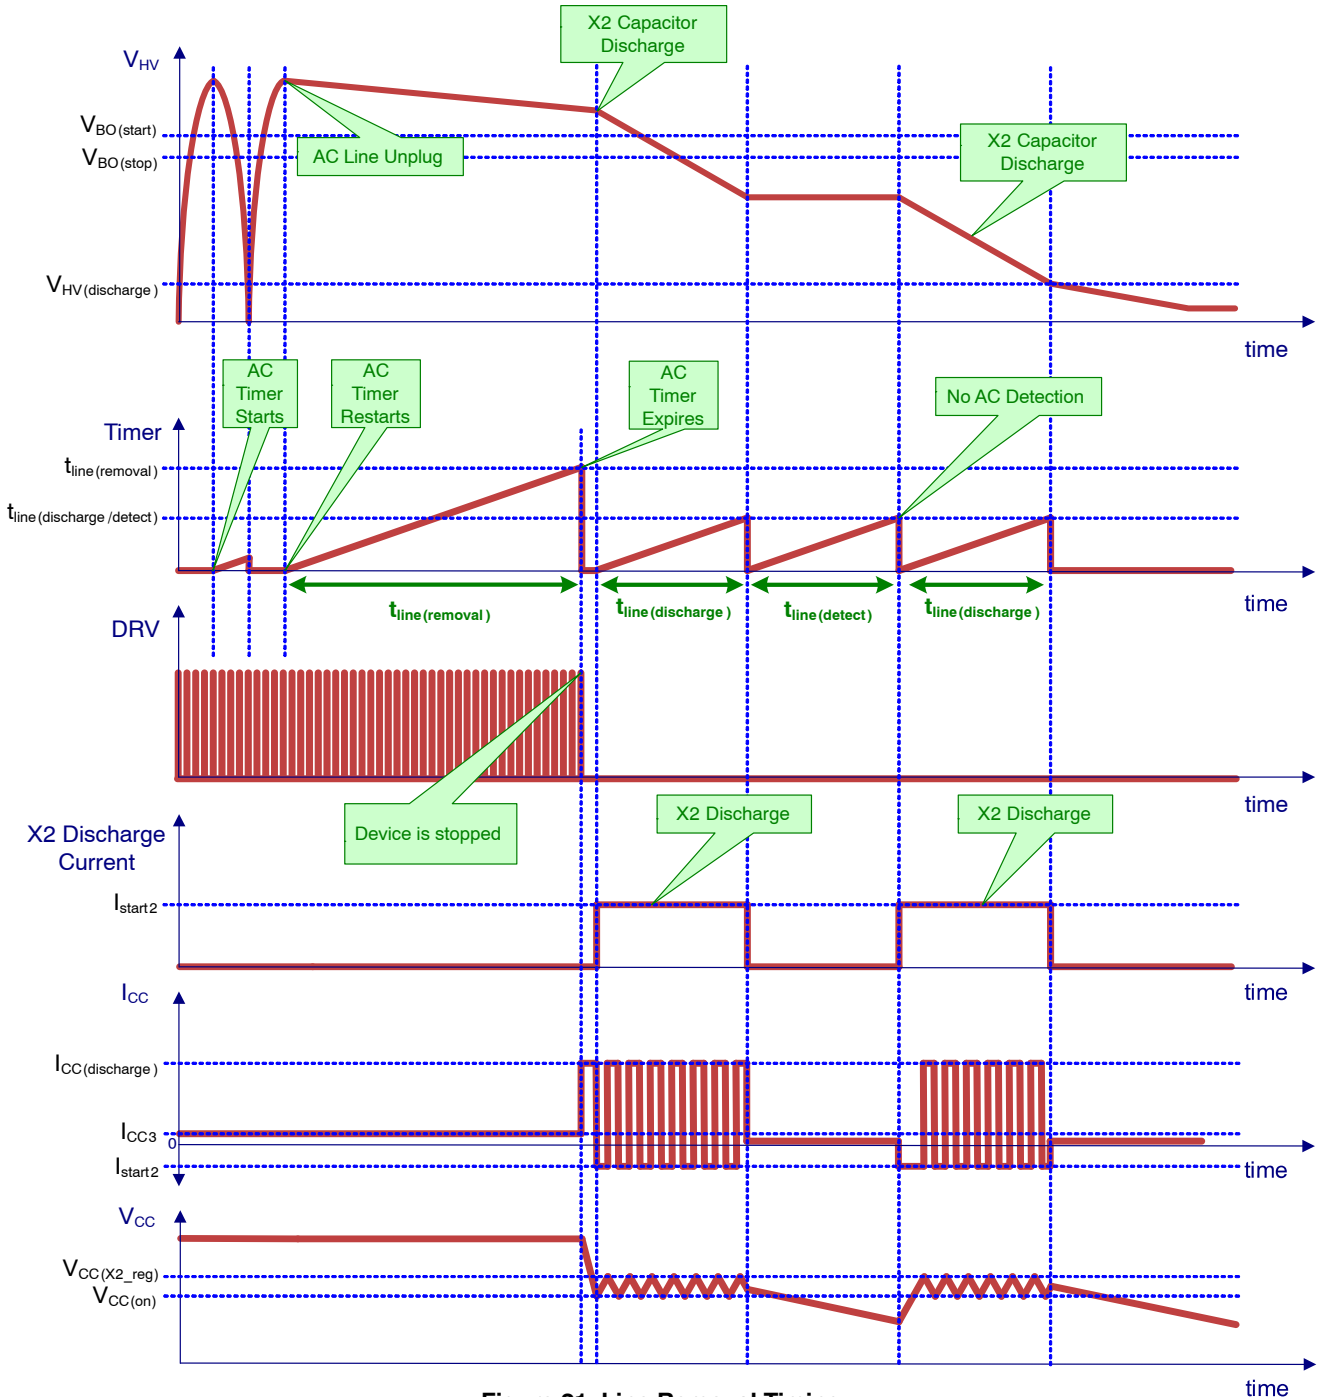 X2 Capacitor
Discharge
VHV
VBO(start)
VBO(stop)
AC Line Unplug
X2 Capacitor
Discharge
VHV(discharge)
time
AC
Timer
Starts
AC
Timer
Restarts
AC
Timer
Expires
No AC Detection
Timer
tline(removal)
tline(discharge/detect)
time
tline(removal)
tline(discharge)
tline(detect)
tline(discharge)
DRV
time
Device is stopped
X2 Discharge
X2 Discharge
X2 Discharge
Current
Istart2
time
ICC
ICC(discharge)
ICC3
0
Istart2
time
VCC
VCC(X2_reg)
VCC(on)
time